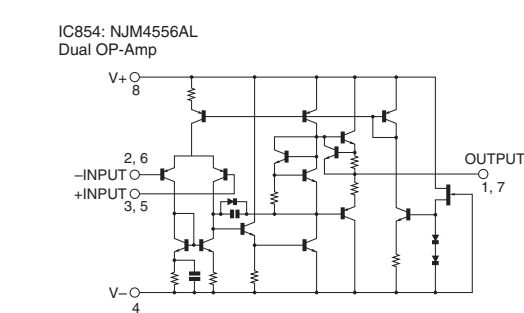 IC854: NJM4556AL
Dual OP-Amp
V+
8
2, 6
–INPUT
+INPUT
3, 5
OUTPUT
1, 7
V–
4